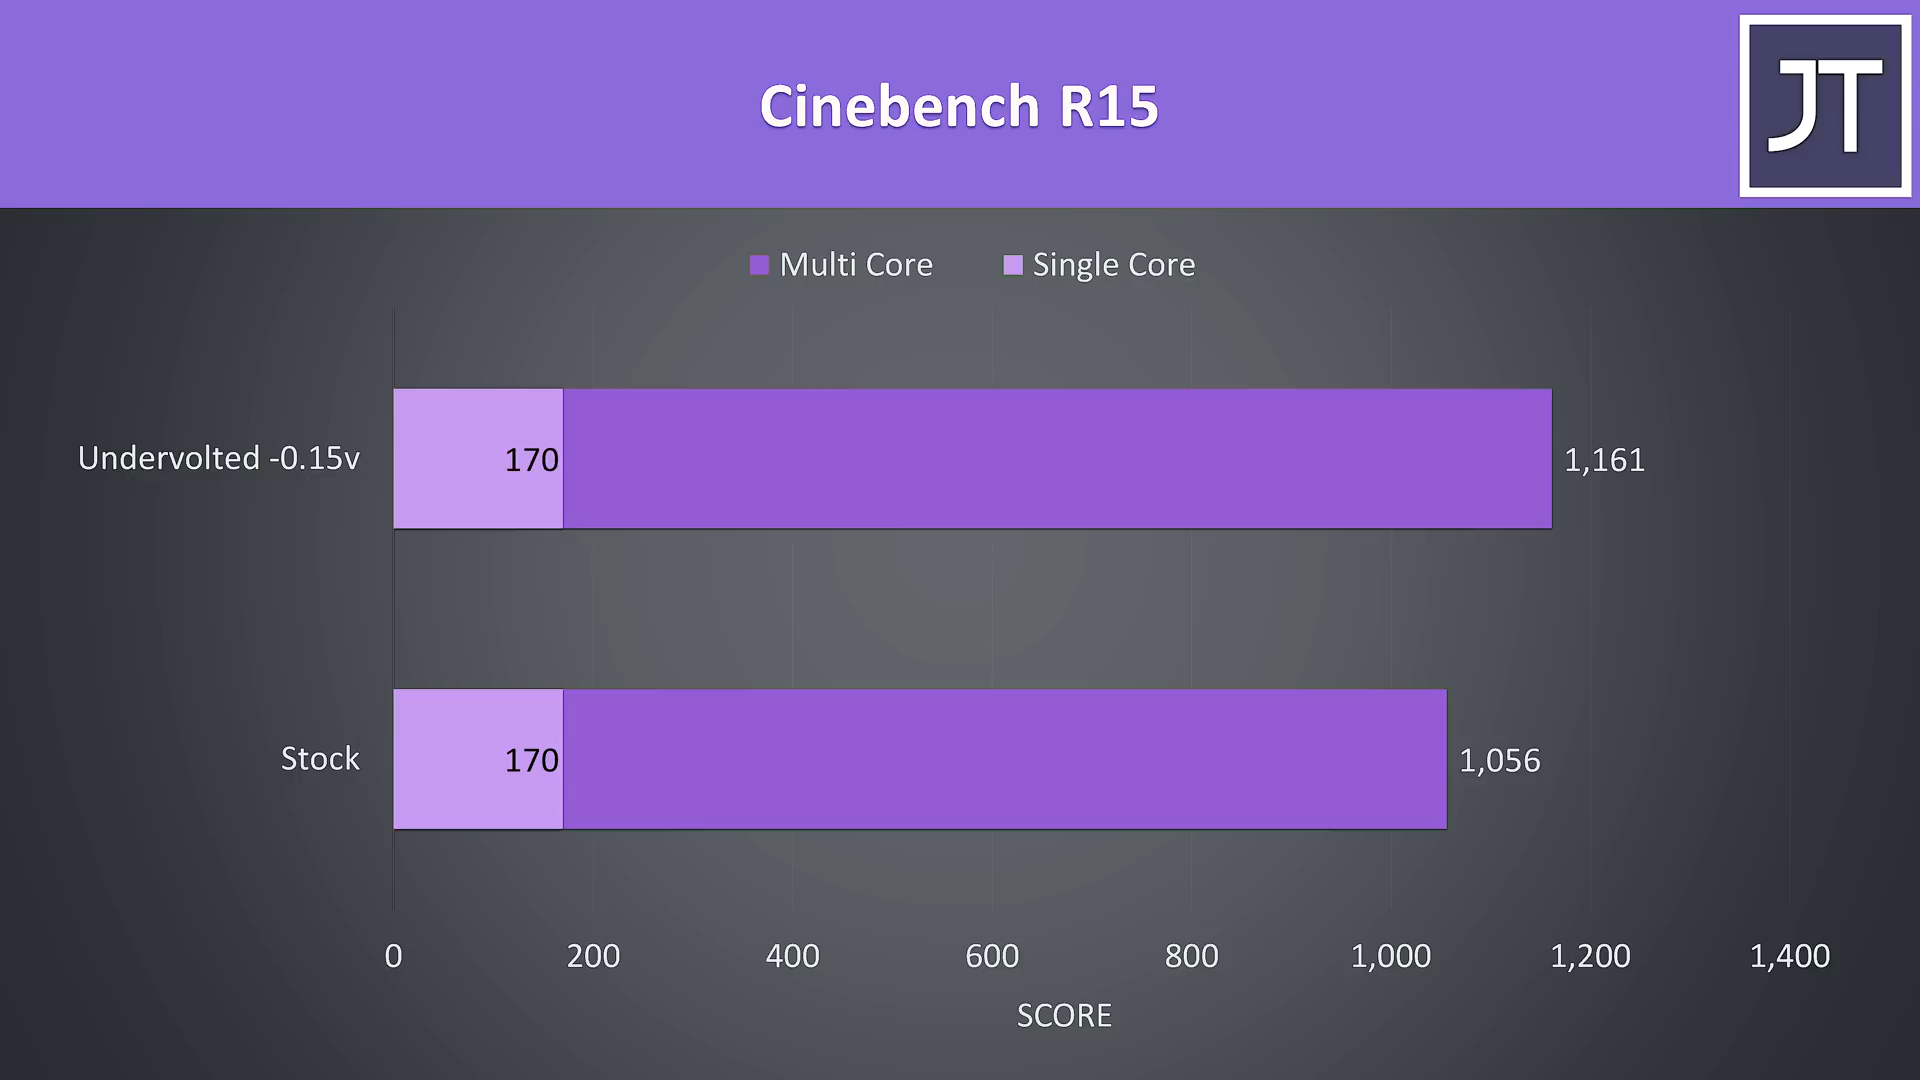 Cinebench R15
JT
Multi Core
Single Core
Undervolted -0.15v
170
1,161
Stock
170
1,056
0 200 400 600 800 1,000 1,200 1,400
SCORE